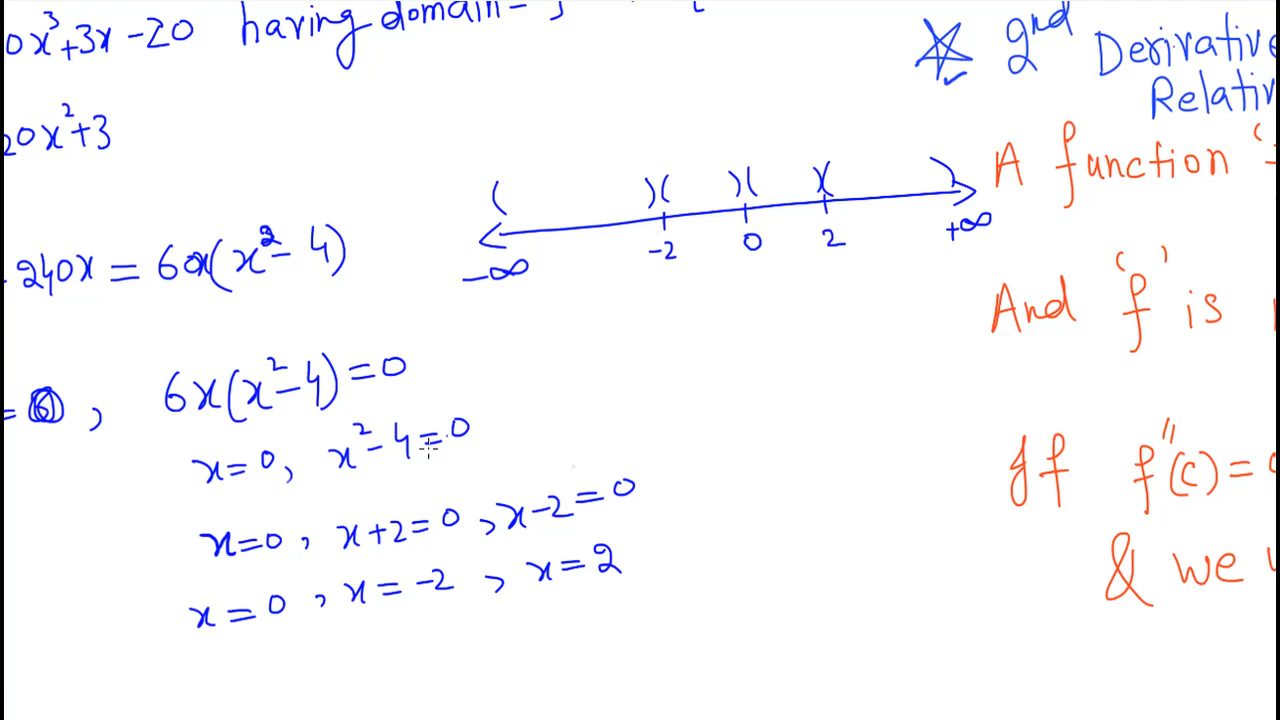 0x³+3x-20 having domain-
20x²+3
240x = 60x(x²-4)
-∞ )( -2 )( 0 )( 2 ) +∞
= 0, 6x(x²-4)=0
x=0, x²-4=0
x=0, x+2=0, x-2=0
x=0, x=-2, x=2
2nd Derivative
Relativ
A function '
And 'f' is
If f''(c)=0
& we